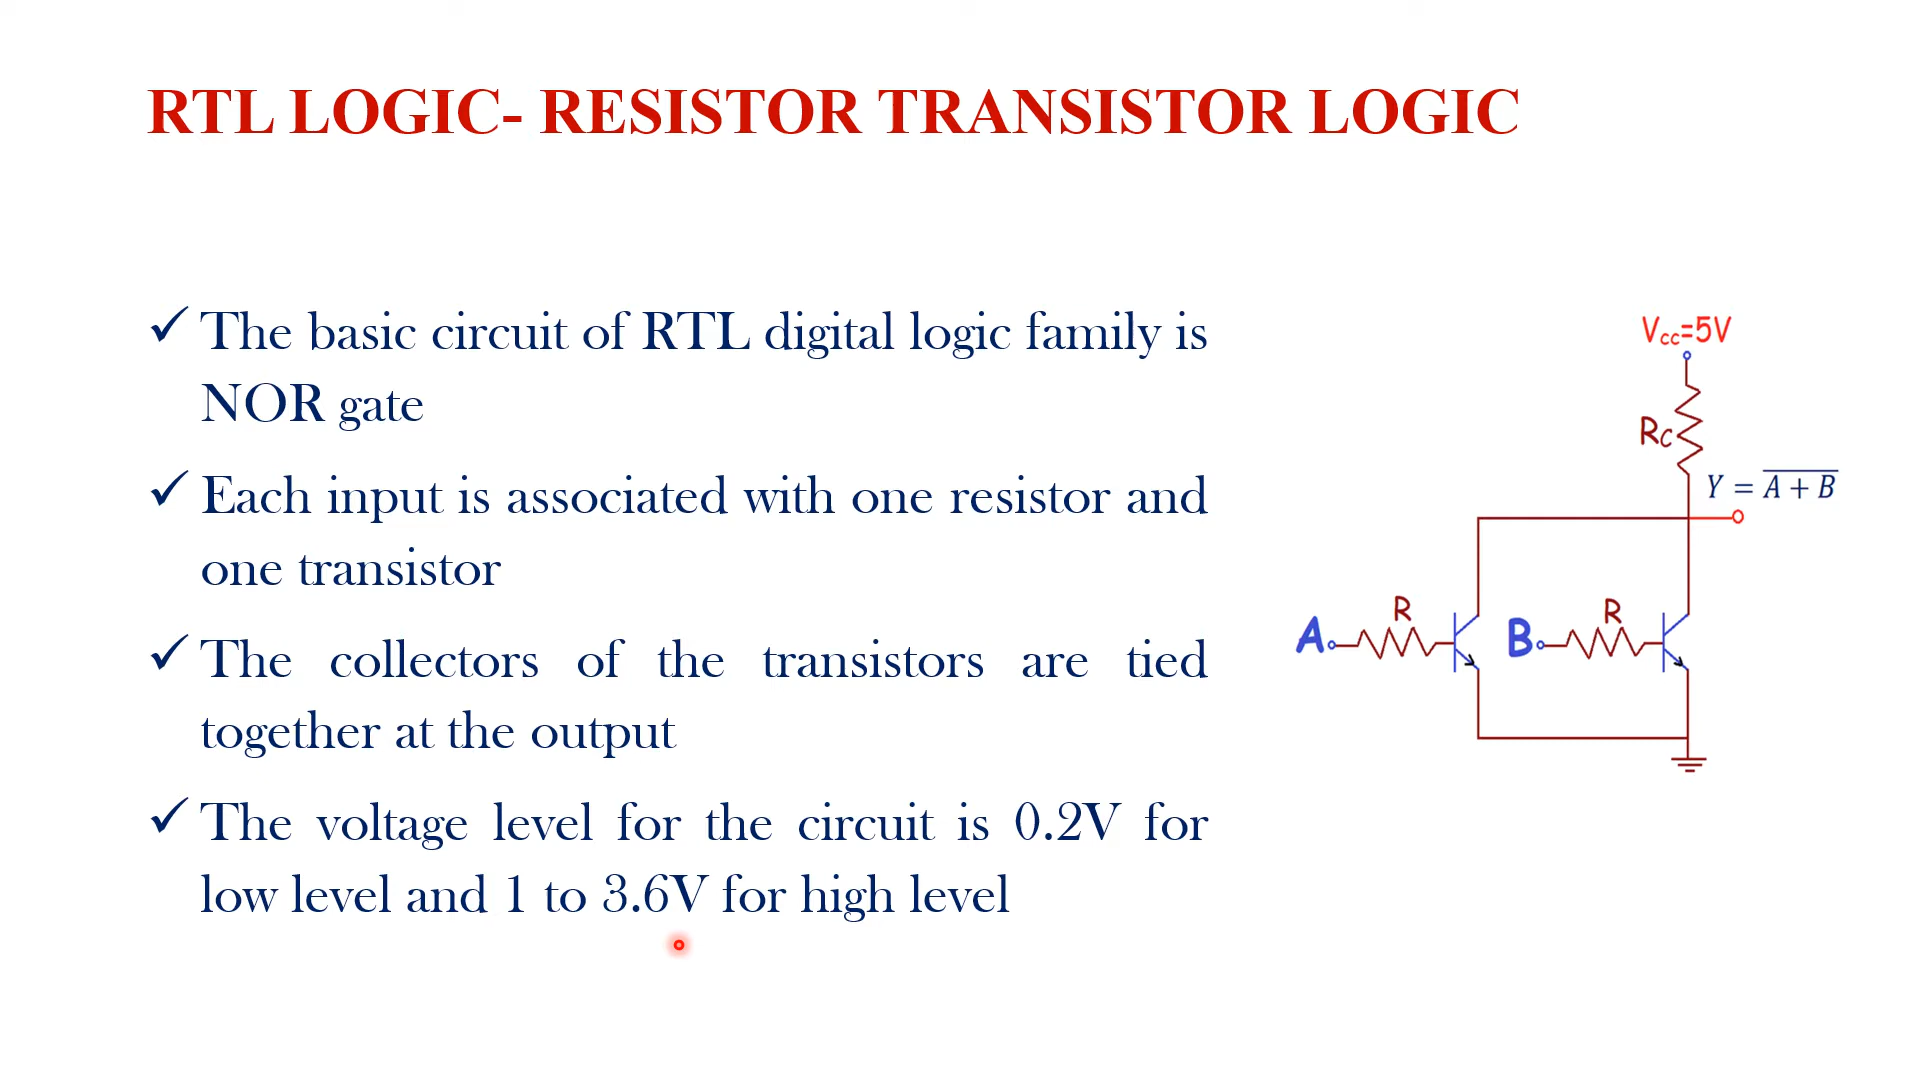 RTL LOGIC- RESISTOR TRANSISTOR LOGIC
✓ The basic circuit of RTL digital logic family is
NOR gate
✓ Each input is associated with one resistor and
one transistor
✓ The collectors of the transistors are tied
together at the output
✓ The voltage level for the circuit is 0.2V for
low level and 1 to 3.6V for high level
Vcc=5V
RC
Y = \overline{A + B}
A
R
B
R